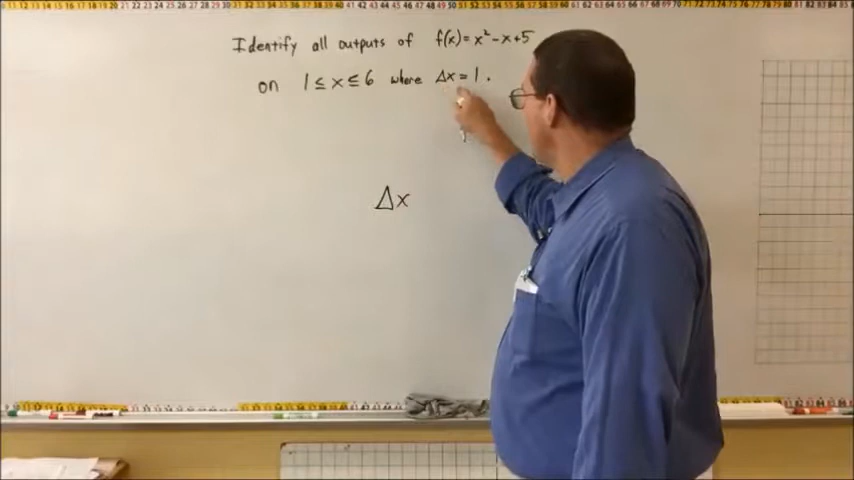 Identify all outputs of f(x)=x²-x+5
on 1≤x≤6 where Δx=1.
Δx